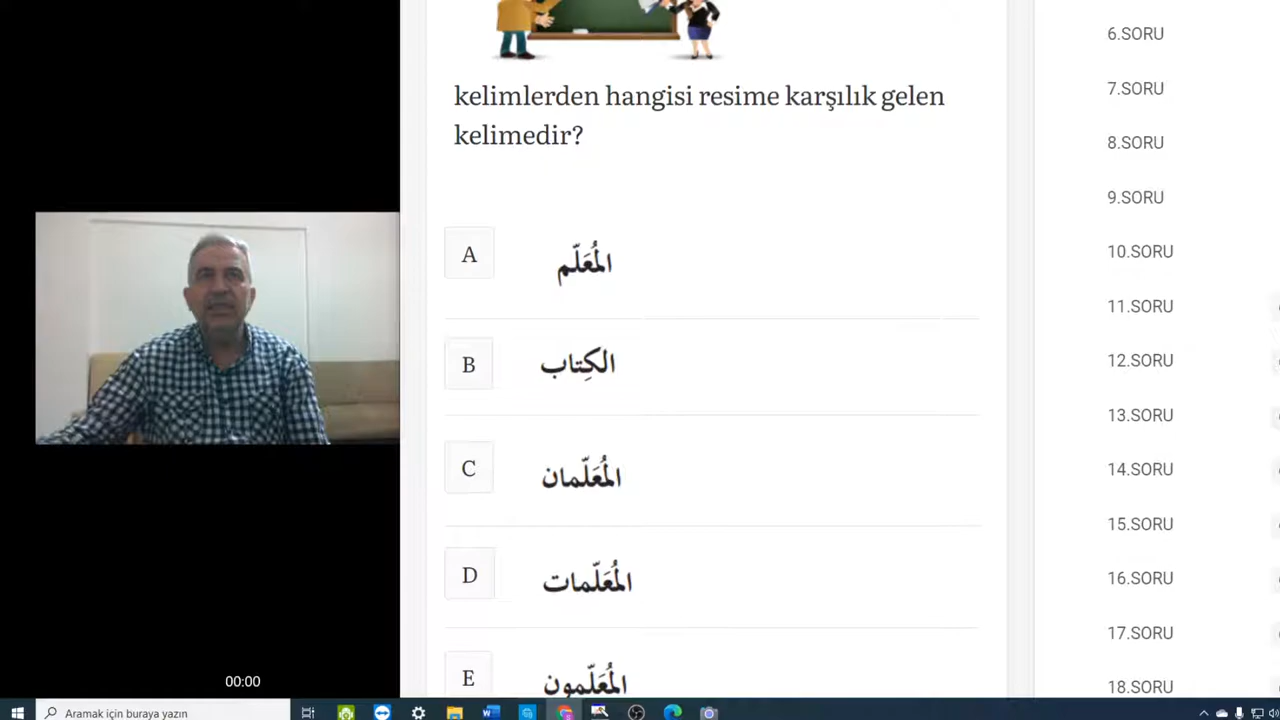 kelimlerden hangisi resime karşılık gelen
kelimedir?
A
المُعَلّم
B
الكِتاب
C
المُعَلّمان
D
المُعَلّمات
E
المُعَلّمون
6.SORU
7.SORU
8.SORU
9.SORU
10.SORU
11.SORU
12.SORU
13.SORU
14.SORU
15.SORU
16.SORU
17.SORU
18.SORU
00:00
Aramak için buraya yazın